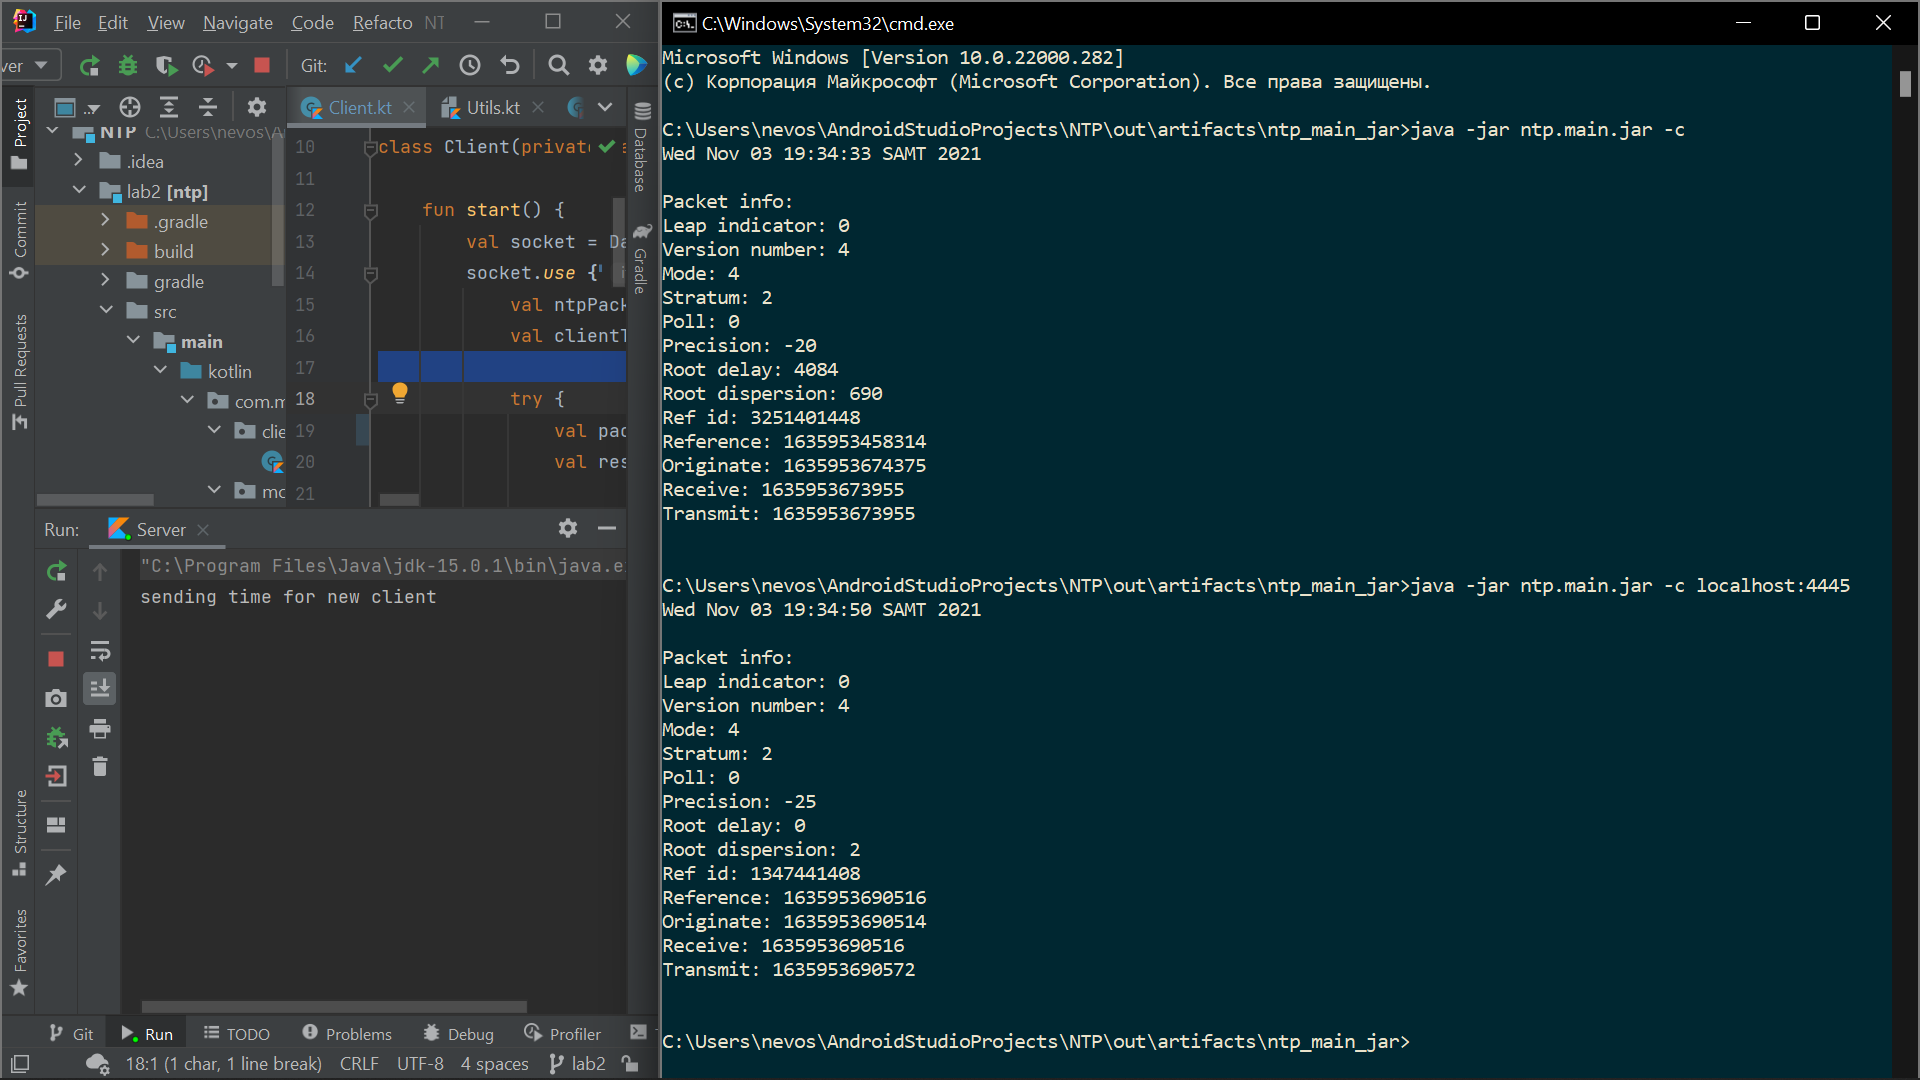 File Edit View Navigate Code Refacto NT
ver
Git:
Project
Commit
Pull Requests
Structure
Favorites
NTP C:\Users\nevos\A
.idea
lab2 [ntp]
.gradle
build
gradle
src
main
kotlin
com.m
clie
mc
Client.kt
Utils.kt
10 class Client(private
11
12 fun start() {
13 val socket = Da
14 socket.use { i
15 val ntpPack
16 val clientT
17
18 try {
19 val pac
20 val res
21
Database
Gradle
Run: Server
"C:\Program Files\Java\jdk-15.0.1\bin\java.e
sending time for new client
Git Run TODO Problems Debug Profiler
18:1 (1 char, 1 line break) CRLF UTF-8 4 spaces lab2
C:\Windows\System32\cmd.exe
Microsoft Windows [Version 10.0.22000.282]
(c) Корпорация Майкрософт (Microsoft Corporation). Все права защищены.
C:\Users\nevos\AndroidStudioProjects\NTP\out\artifacts\ntp_main_jar>java -jar ntp.main.jar -c
Wed Nov 03 19:34:33 SAMT 2021
Packet info:
Leap indicator: 0
Version number: 4
Mode: 4
Stratum: 2
Poll: 0
Precision: -20
Root delay: 4084
Root dispersion: 690
Ref id: 3251401448
Reference: 1635953458314
Originate: 1635953674375
Receive: 1635953673955
Transmit: 1635953673955
C:\Users\nevos\AndroidStudioProjects\NTP\out\artifacts\ntp_main_jar>java -jar ntp.main.jar -c localhost:4445
Wed Nov 03 19:34:50 SAMT 2021
Packet info:
Leap indicator: 0
Version number: 4
Mode: 4
Stratum: 2
Poll: 0
Precision: -25
Root delay: 0
Root dispersion: 2
Ref id: 1347441408
Reference: 1635953690516
Originate: 1635953690514
Receive: 1635953690516
Transmit: 1635953690572
C:\Users\nevos\AndroidStudioProjects\NTP\out\artifacts\ntp_main_jar>